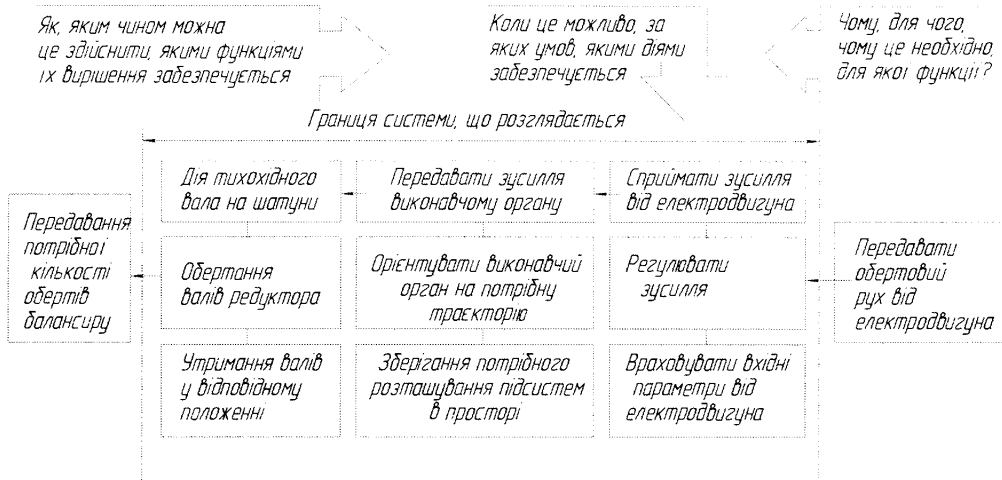 Як, яким чином можна
це здійснити, якими функціями
їх вирішення забезпечується
Коли це можливо, за
яких умов, якими діями
забезпечується
Чому, для чого,
чому це необхідно,
для якої функції?
Границя системи, що розглядається
Передавання
потрібної
кількості
обертів
балансиру
Дія тихохідного
вала на шатуни
Передавати зусилля
виконавчому органу
Сприймати зусилля
від електродвигуна
Обертання
валів редуктора
Орієнтувати виконавчий
орган на потрібну
траєкторію
Регулювати
зусилля
Утримання валів
у відповідному
положенні
Зберігання потрібного
розташування підсистем
в просторі
Враховувати вхідні
параметри від
електродвигуна
Передавати
обертовий
рух від
електродвигуна